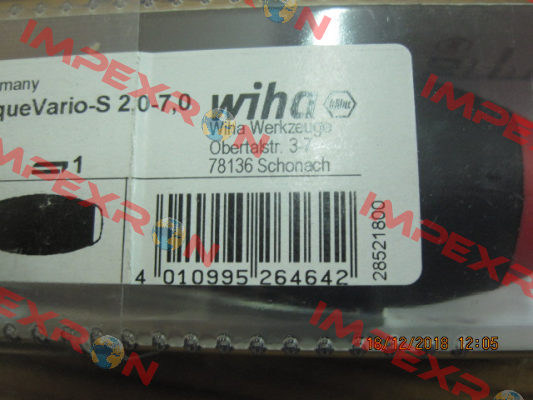 rmany
queVario-S 2,0-7,0
wiha
Wiha Werkzeuge
Obertalstr. 3-7
78136 Schonach
1
4 010995 264642
28521800
18/12/2018 12:05
IMPEXRON
IMPEXRON
IMPEXRON
IMPEXRON